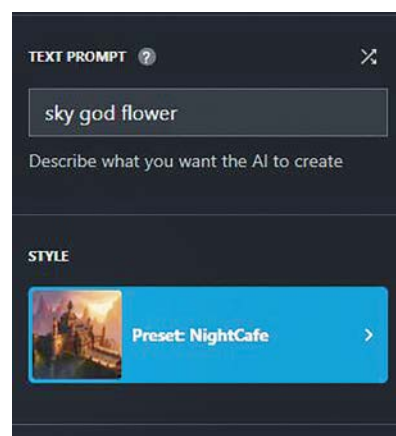 TEXT PROMPT ?
sky god flower
Describe what you want the AI to create
STYLE
Preset: NightCafe